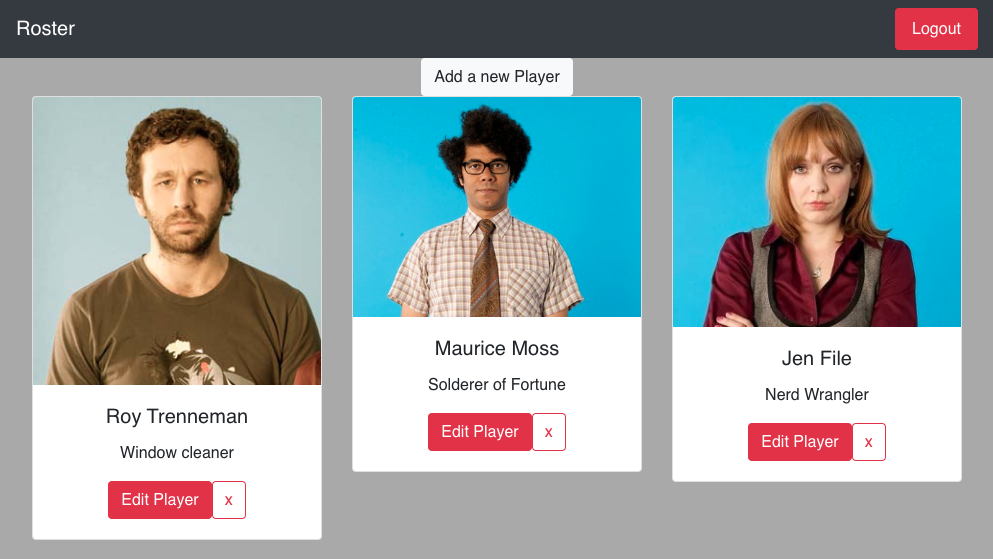 Roster
Logout
Add a new Player
Roy Trenneman
Window cleaner
Edit Player
x
Maurice Moss
Solderer of Fortune
Edit Player
x
Jen File
Nerd Wrangler
Edit Player
x